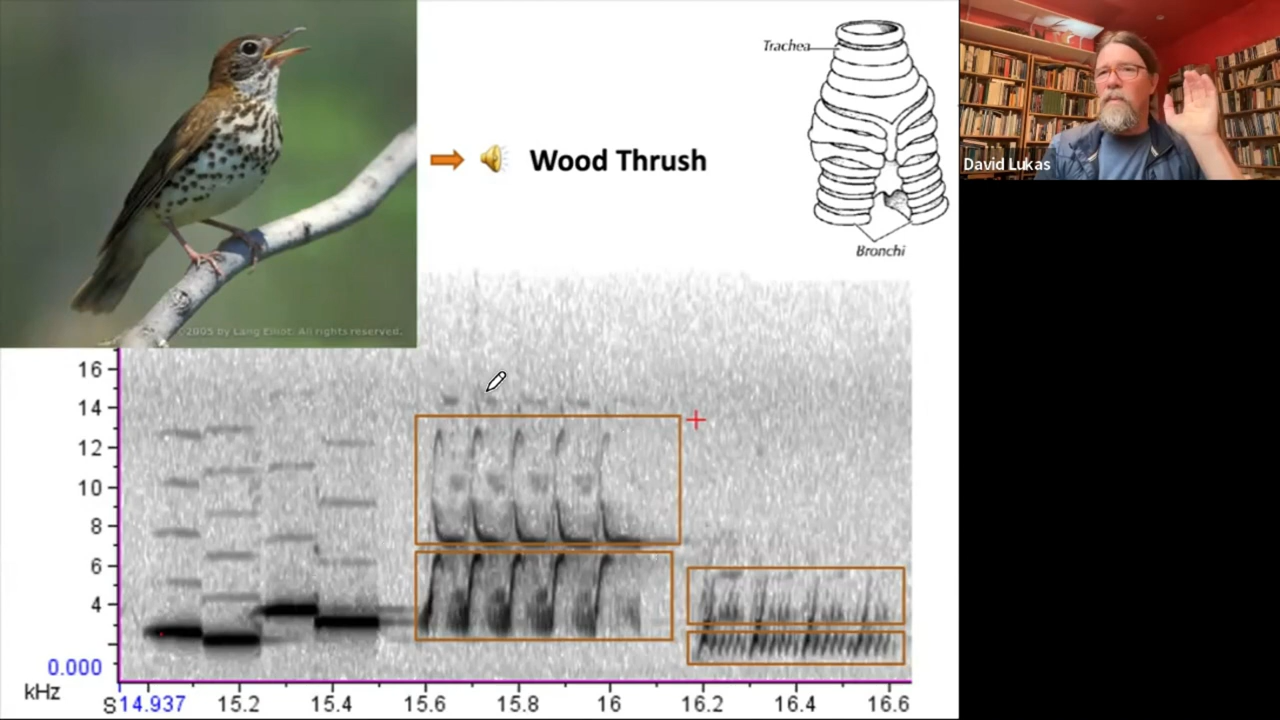 Trachea
Wood Thrush
Bronchi
David Lukas
©2005 by Lang Elliot: All rights reserved.
16
14
12
10
8
6
4
0.000
kHz
S 14.937 15.2 15.4 15.6 15.8 16 16.2 16.4 16.6